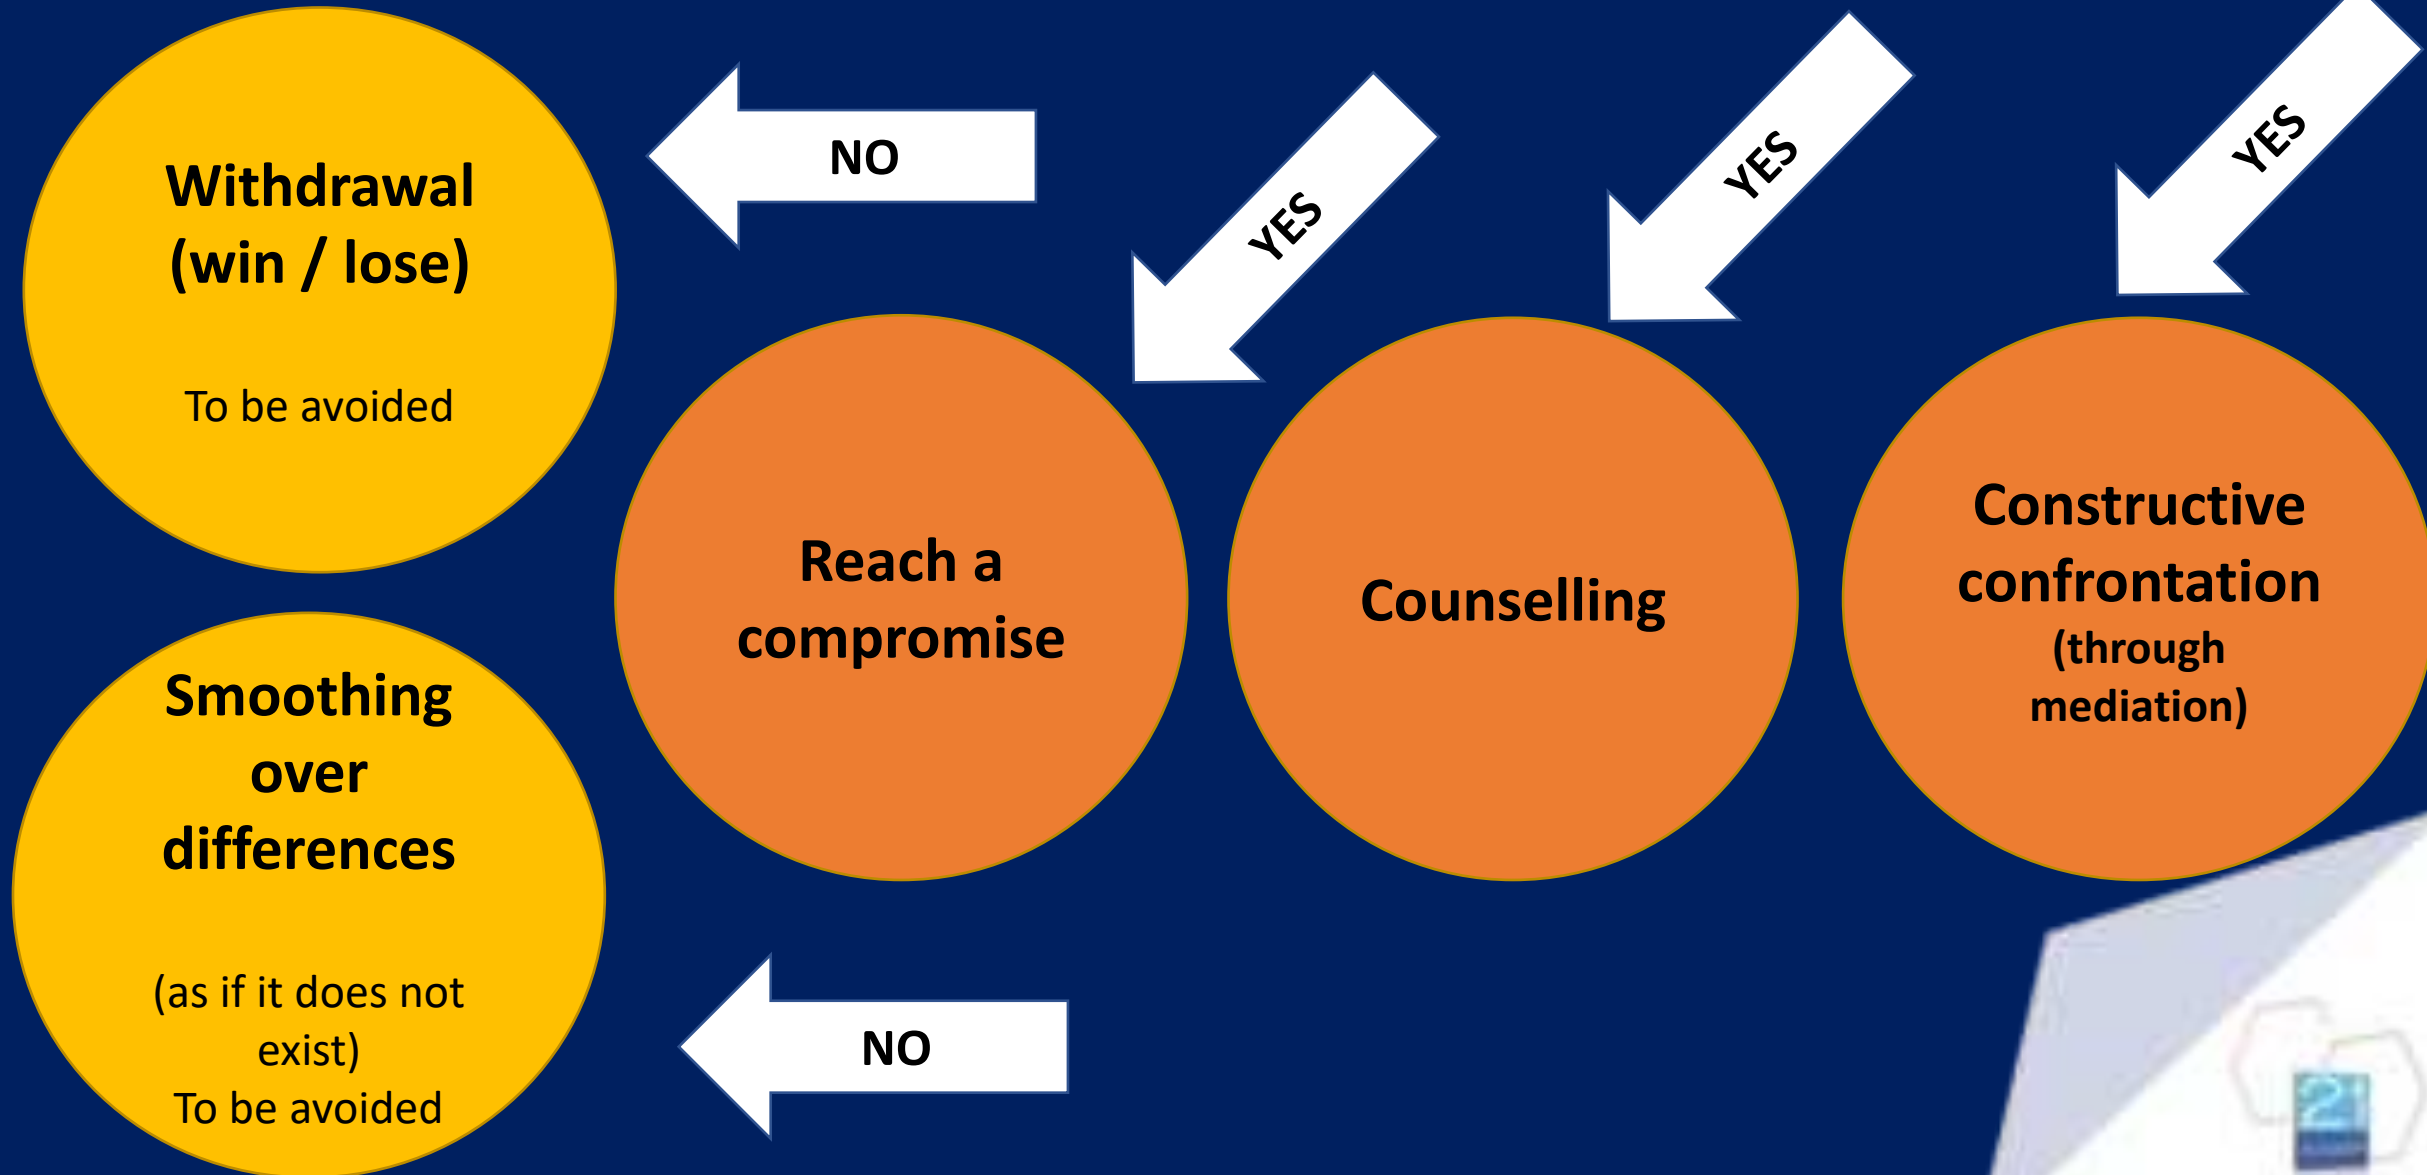 Withdrawal
(win / lose)
To be avoided
NO
YES
YES
YES
Reach a
compromise
Counselling
Constructive
confrontation
(through
mediation)
Smoothing
over
differences
(as if it does not
exist)
To be avoided
NO